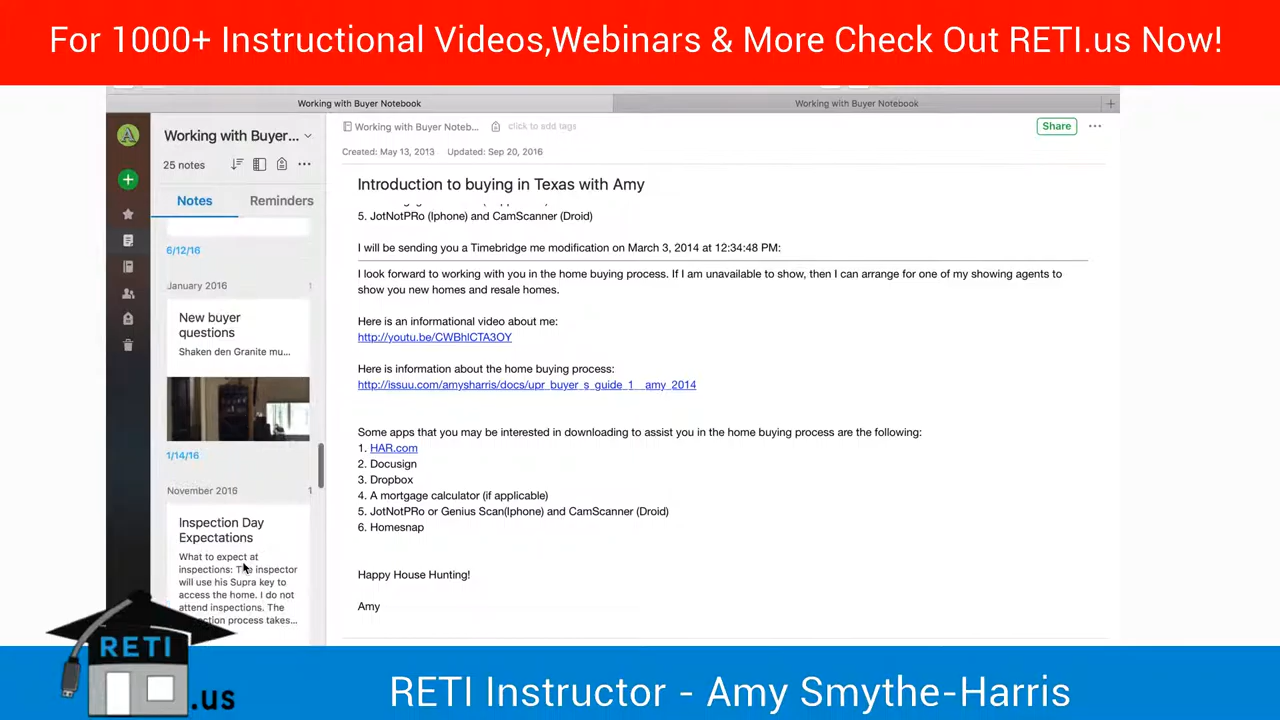 For 1000+ Instructional Videos,Webinars & More Check Out RETI.us Now!
Working with Buyer Notebook
Working with Buyer Notebook
Working with Buyer...
25 notes
Notes
Reminders
6/12/16
January 2016
1
New buyer
questions
Shaken den Granite mu...
1/14/16
November 2016
1
Inspection Day
Expectations
What to expect at
inspections: The inspector
will use his Supra key to
access the home. I do not
attend inspections. The
process takes...
Working with Buyer Noteb...
click to add tags
Share
Created: May 13, 2013
Updated: Sep 20, 2016
Introduction to buying in Texas with Amy
5. JotNotPRo (Iphone) and CamScanner (Droid)
I will be sending you a Timebridge me modification on March 3, 2014 at 12:34:48 PM:
I look forward to working with you in the home buying process. If I am unavailable to show, then I can arrange for one of my showing agents to
show you new homes and resale homes.
Here is an informational video about me:
http://youtu.be/CWBhlCTA3OY
Here is information about the home buying process:
http://issuu.com/amysharris/docs/upr_buyer_s_guide_1__amy_2014
Some apps that you may be interested in downloading to assist you in the home buying process are the following:
1. HAR.com
2. Docusign
3. Dropbox
4. A mortgage calculator (if applicable)
5. JotNotPRo or Genius Scan(Iphone) and CamScanner (Droid)
6. Homesnap
Happy House Hunting!
Amy
RETI
.us
RETI Instructor - Amy Smythe-Harris